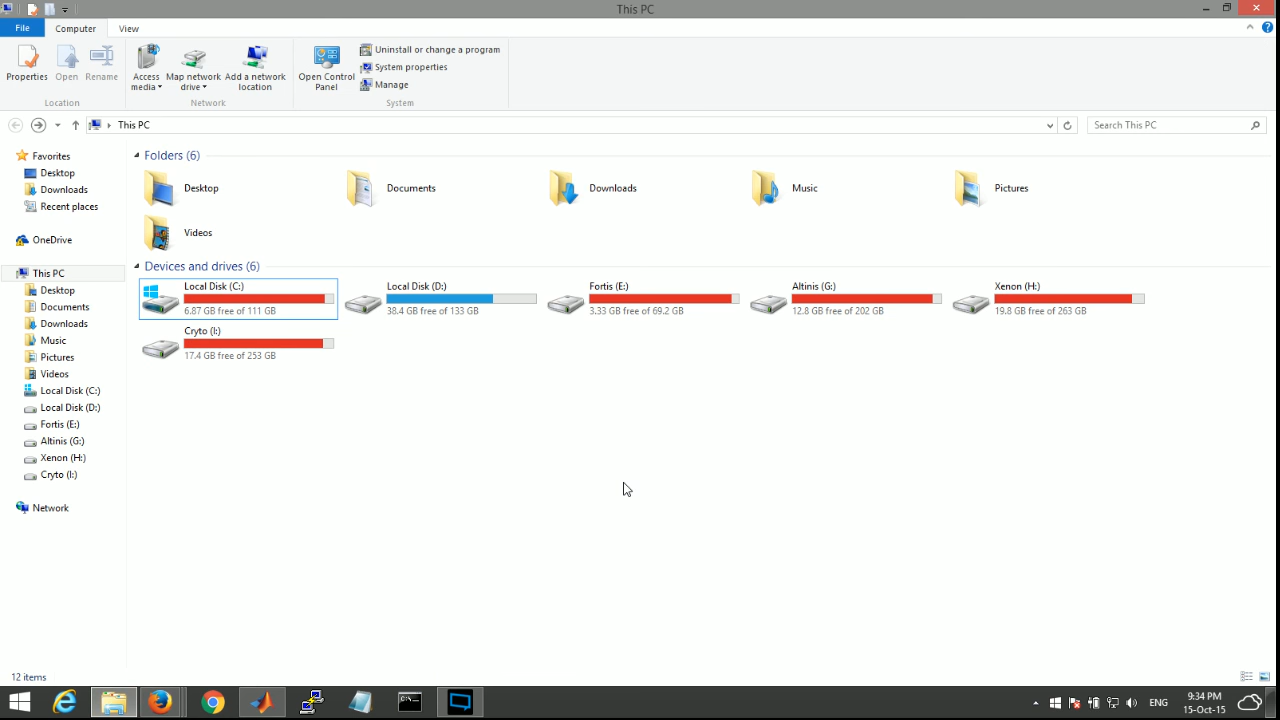 This PC
File Computer View
Properties Open Rename Access media Map network drive Add a network location Open Control Panel Uninstall or change a program
System properties
Manage
Location Network System
This PC
Search This PC
Favorites
Desktop
Downloads
Recent places
OneDrive
This PC
Desktop
Documents
Downloads
Music
Pictures
Videos
Local Disk (C:)
Local Disk (D:)
Fortis (E:)
Altinis (G:)
Xenon (H:)
Cryto (I:)
Network
Folders (6)
Desktop Documents Downloads Music Pictures
Videos
Devices and drives (6)
Local Disk (C:) Local Disk (D:) Fortis (E:) Altinis (G:) Xenon (H:)
6.87 GB free of 111 GB 38.4 GB free of 133 GB 3.33 GB free of 69.2 GB 12.8 GB free of 202 GB 19.8 GB free of 263 GB
Cryto (I:)
17.4 GB free of 253 GB
12 items
ENG
9:34 PM
15-Oct-15